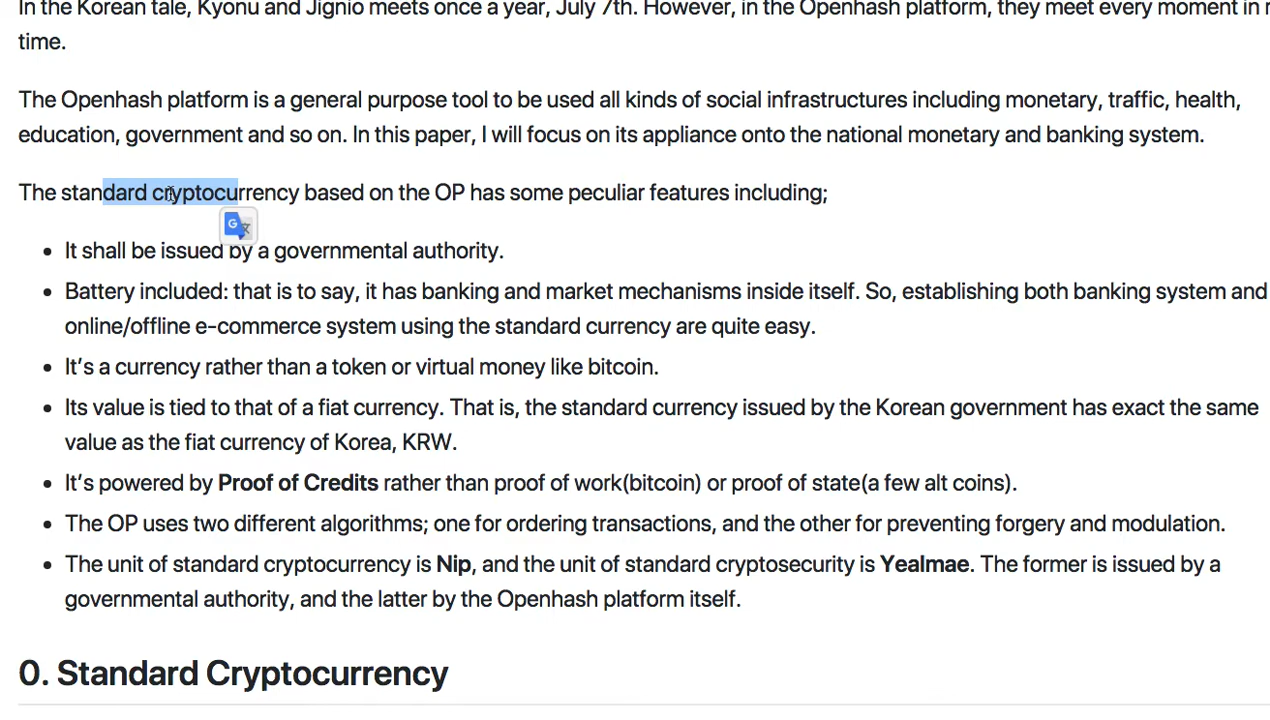 In the Korean tale, Kyonu and Jignio meets once a year, July 7th. However, in the Openhash platform, they meet every moment in
time.
The Openhash platform is a general purpose tool to be used all kinds of social infrastructures including monetary, traffic, health,
education, government and so on. In this paper, I will focus on its appliance onto the national monetary and banking system.
The standard cryptocurrency based on the OP has some peculiar features including;
• It shall be issued by a governmental authority.
• Battery included: that is to say, it has banking and market mechanisms inside itself. So, establishing both banking system and
online/offline e-commerce system using the standard currency are quite easy.
• It's a currency rather than a token or virtual money like bitcoin.
• Its value is tied to that of a fiat currency. That is, the standard currency issued by the Korean government has exact the same
value as the fiat currency of Korea, KRW.
• It's powered by Proof of Credits rather than proof of work(bitcoin) or proof of state(a few alt coins).
• The OP uses two different algorithms; one for ordering transactions, and the other for preventing forgery and modulation.
• The unit of standard cryptocurrency is Nip, and the unit of standard cryptosecurity is Yealmae. The former is issued by a
governmental authority, and the latter by the Openhash platform itself.
0. Standard Cryptocurrency